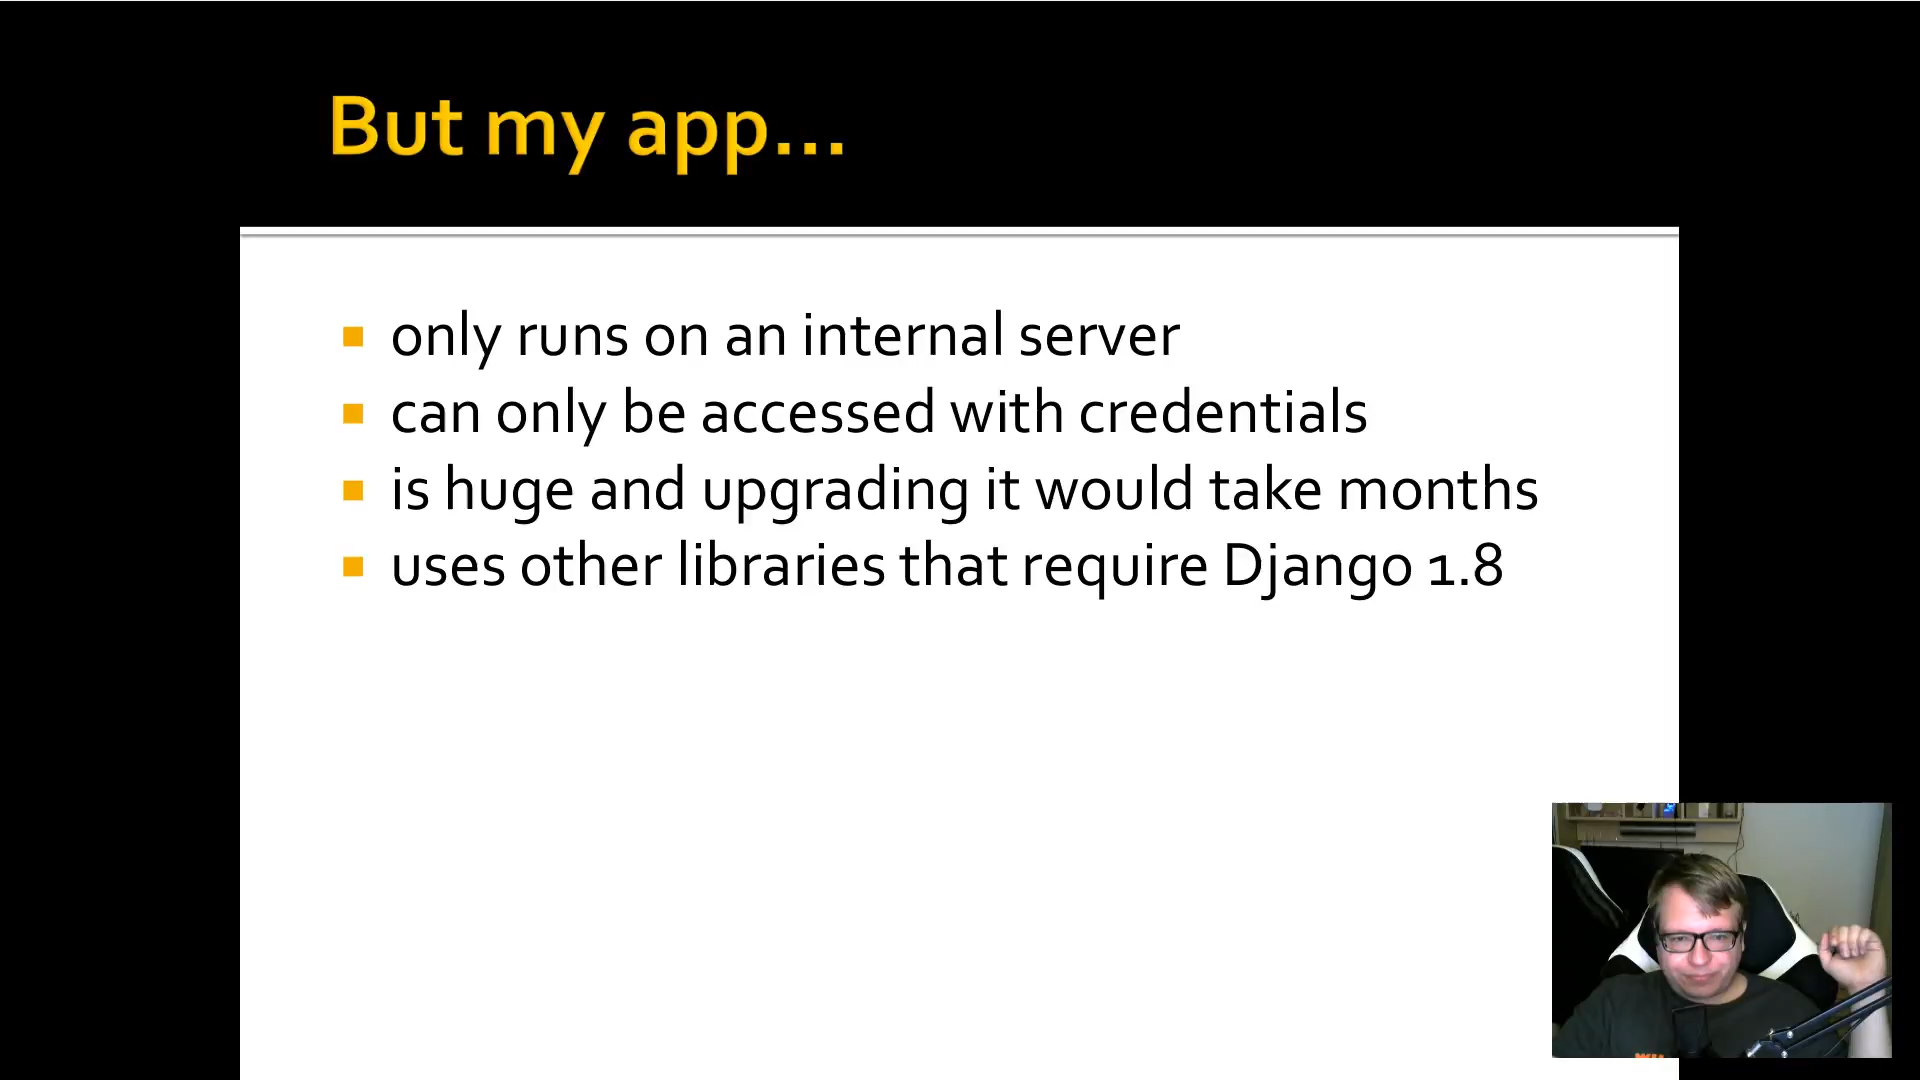 But my app...
only runs on an internal server
can only be accessed with credentials
is huge and upgrading it would take months
uses other libraries that require Django 1.8